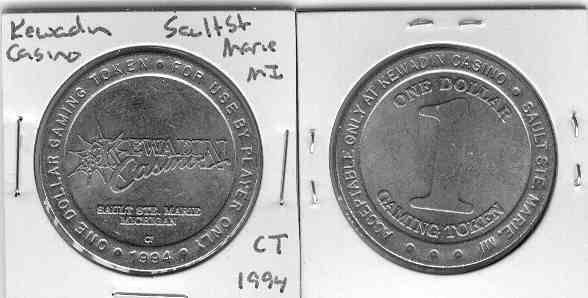 Kewadin
Casino
Sault St
Marie
MI
ONE DOLLAR GAMING TOKEN • FOR USE BY PLAYER ONLY •
KEWADIN
Casinos
SAULT STE. MARIE
MICHIGAN
CT
• 1994 •
CT
1994
ACCEPTABLE ONLY AT KEWADIN CASINO • SAULT STE. MARIE, MI
ONE DOLLAR
1
GAMING TOKEN